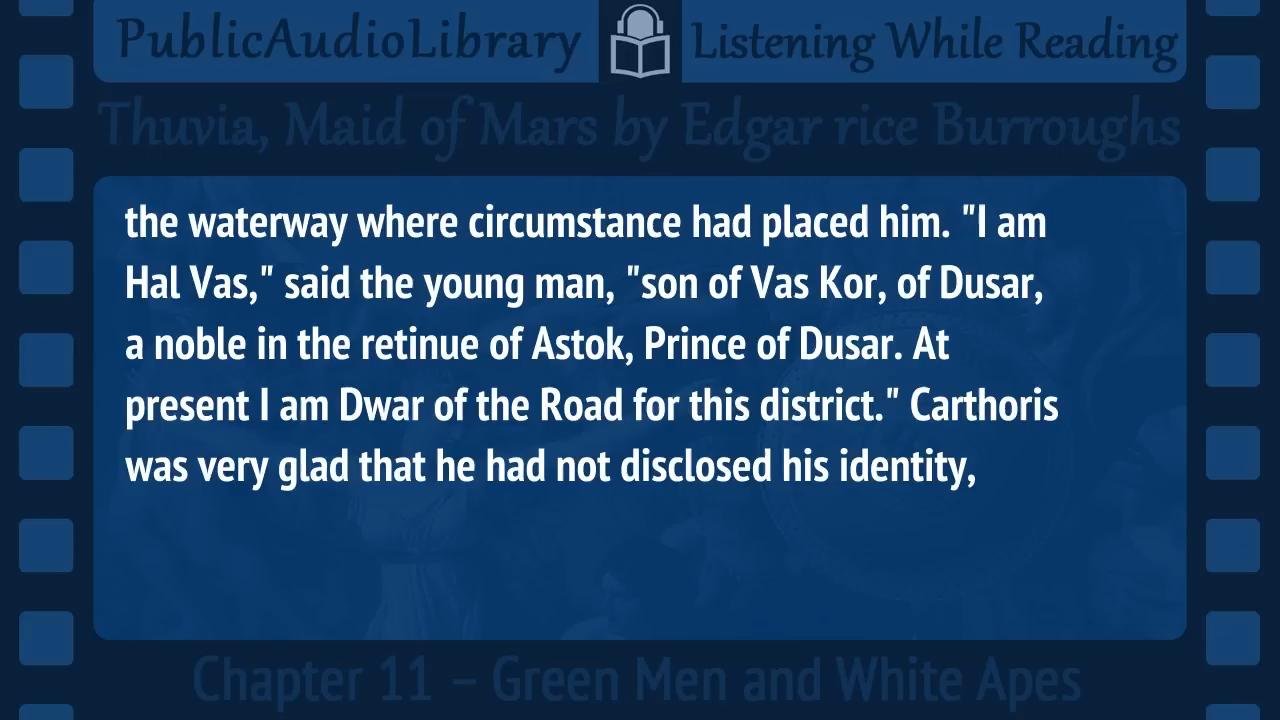 PublicAudioLibrary Listening While Reading
Thuvia, Maid of Mars by Edgar rice Burroughs
the waterway where circumstance had placed him. "I am
Hal Vas," said the young man, "son of Vas Kor, of Dusar,
a noble in the retinue of Astok, Prince of Dusar. At
present I am Dwar of the Road for this district." Carthoris
was very glad that he had not disclosed his identity,
Chapter 11 – Green Men and White Apes